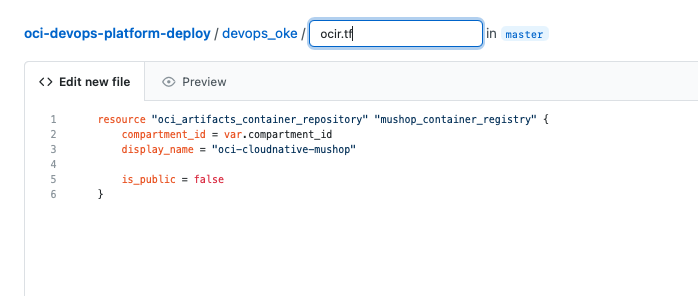 oci-devops-platform-deploy / devops_oke / ocir.tf in master
<> Edit new file Preview
1 resource "oci_artifacts_container_repository" "mushop_container_registry" {
2 compartment_id = var.compartment_id
3 display_name = "oci-cloudnative-mushop"
4
5 is_public = false
6 }